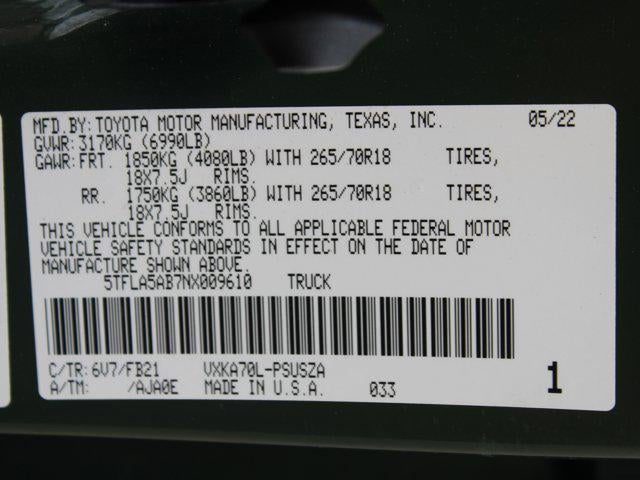 MFD.BY: TOYOTA MOTOR MANUFACTURING, TEXAS, INC. 05/22
GVWR: 3170KG (6990LB)
GAWR: FRT. 1850KG (4080LB) WITH 265/70R18 TIRES,
18X7.5J RIMS.
RR. 1750KG (3860LB) WITH 265/70R18 TIRES,
18X7.5J RIMS.
THIS VEHICLE CONFORMS TO ALL APPLICABLE FEDERAL MOTOR
VEHICLE SAFETY STANDARDS IN EFFECT ON THE DATE OF
MANUFACTURE SHOWN ABOVE.
5TFLA5AB7NX009610 TRUCK
C/TR: 6V7/FB21 VXKA70L-PSUSZA
A/TM: /AJA0E MADE IN U.S.A. 033 1